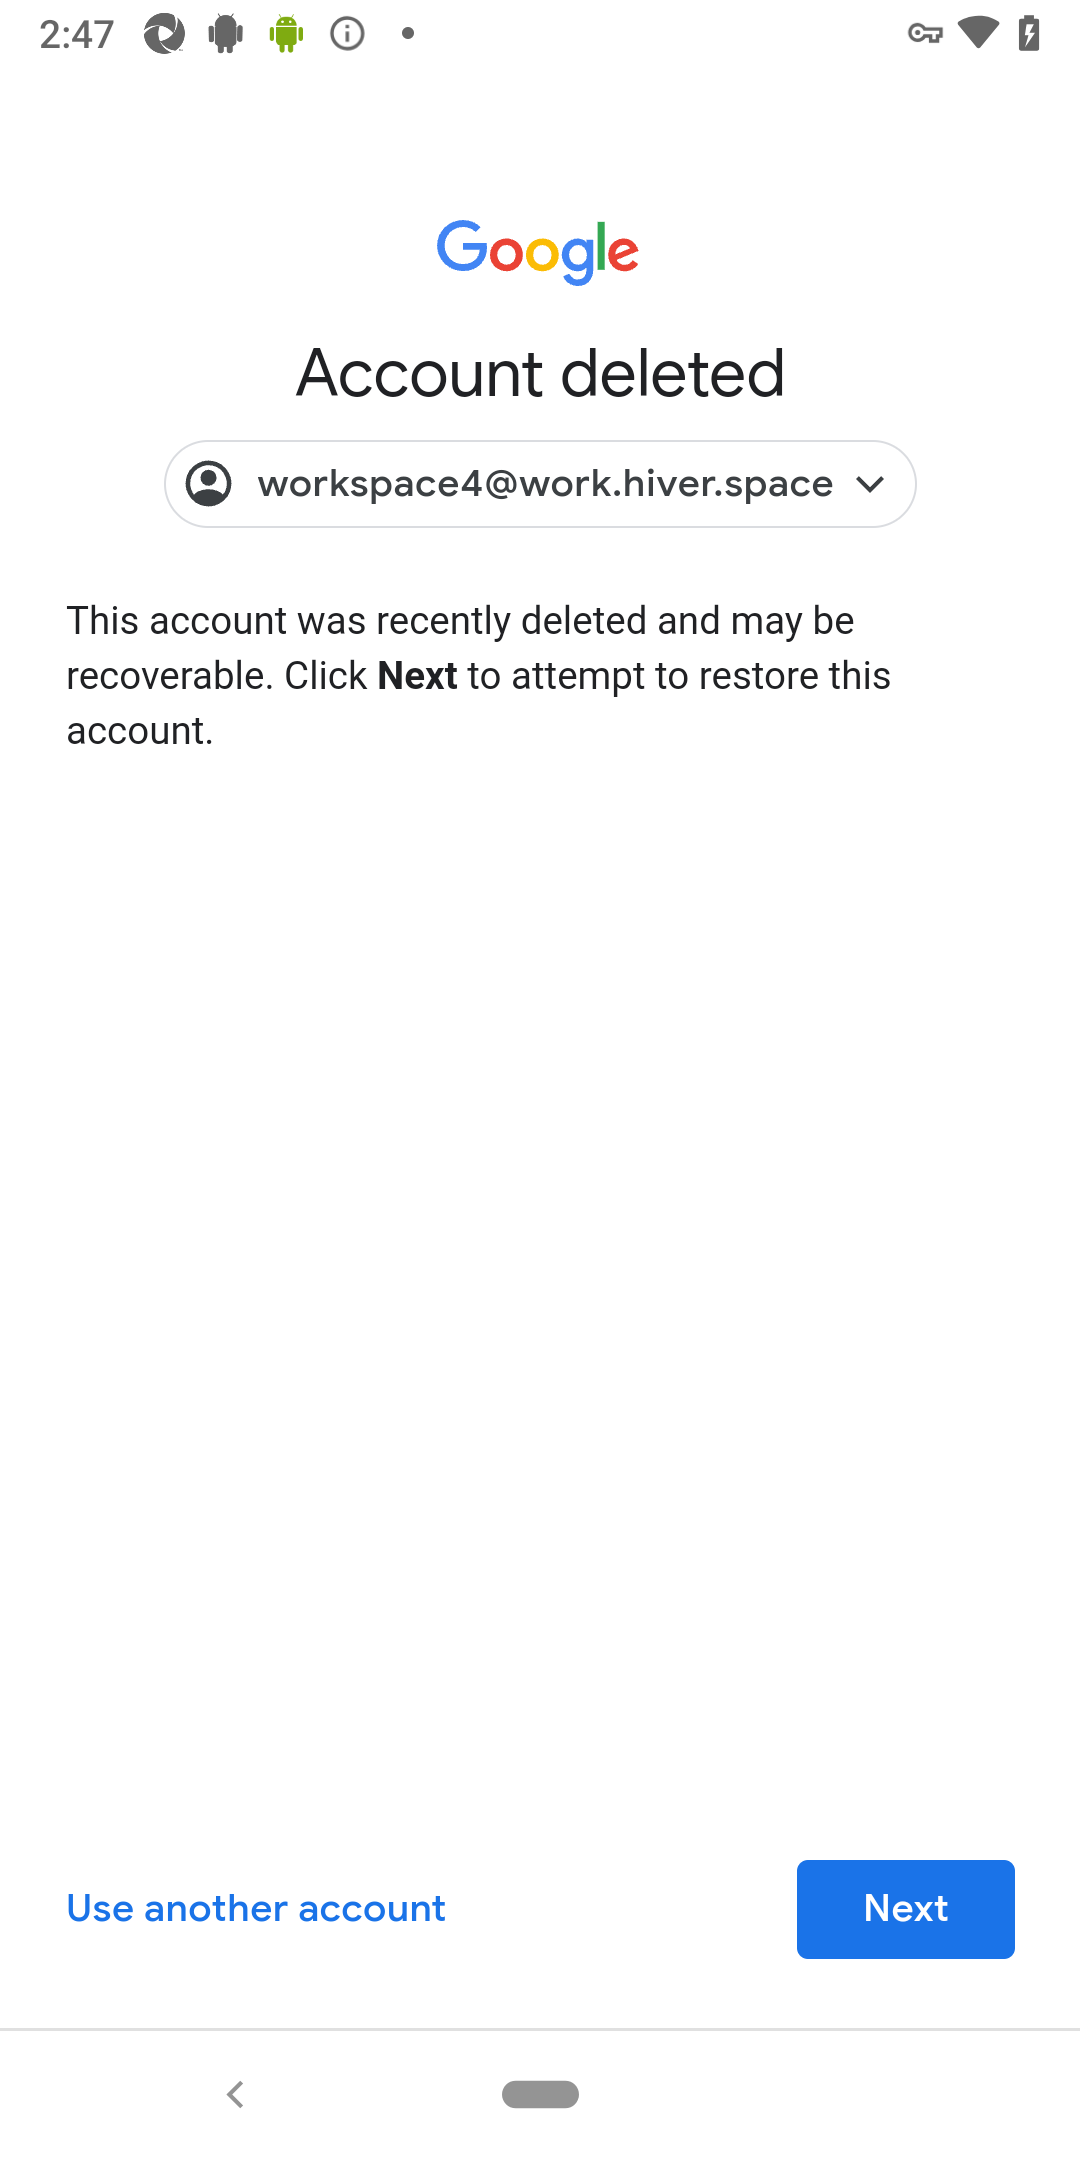 2:47
Google
Account deleted
workspace4@work.hiver.space
This account was recently deleted and may be
recoverable. Click Next to attempt to restore this
account.
Use another account
Next